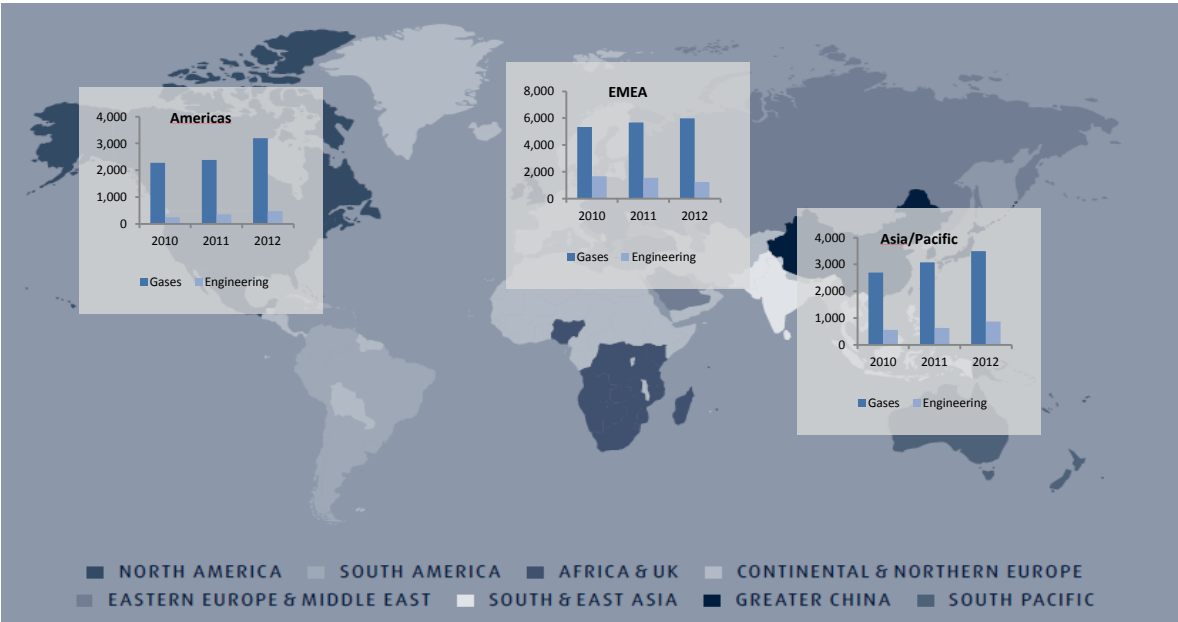 Americas
4,000
3,000
2,000
1,000
0
2010 2011 2012
Gases Engineering
EMEA
8,000
6,000
4,000
2,000
0
2010 2011 2012
Gases Engineering
Asia/Pacific
4,000
3,000
2,000
1,000
0
2010 2011 2012
Gases Engineering
NORTH AMERICA SOUTH AMERICA AFRICA & UK CONTINENTAL & NORTHERN EUROPE
EASTERN EUROPE & MIDDLE EAST SOUTH & EAST ASIA GREATER CHINA SOUTH PACIFIC